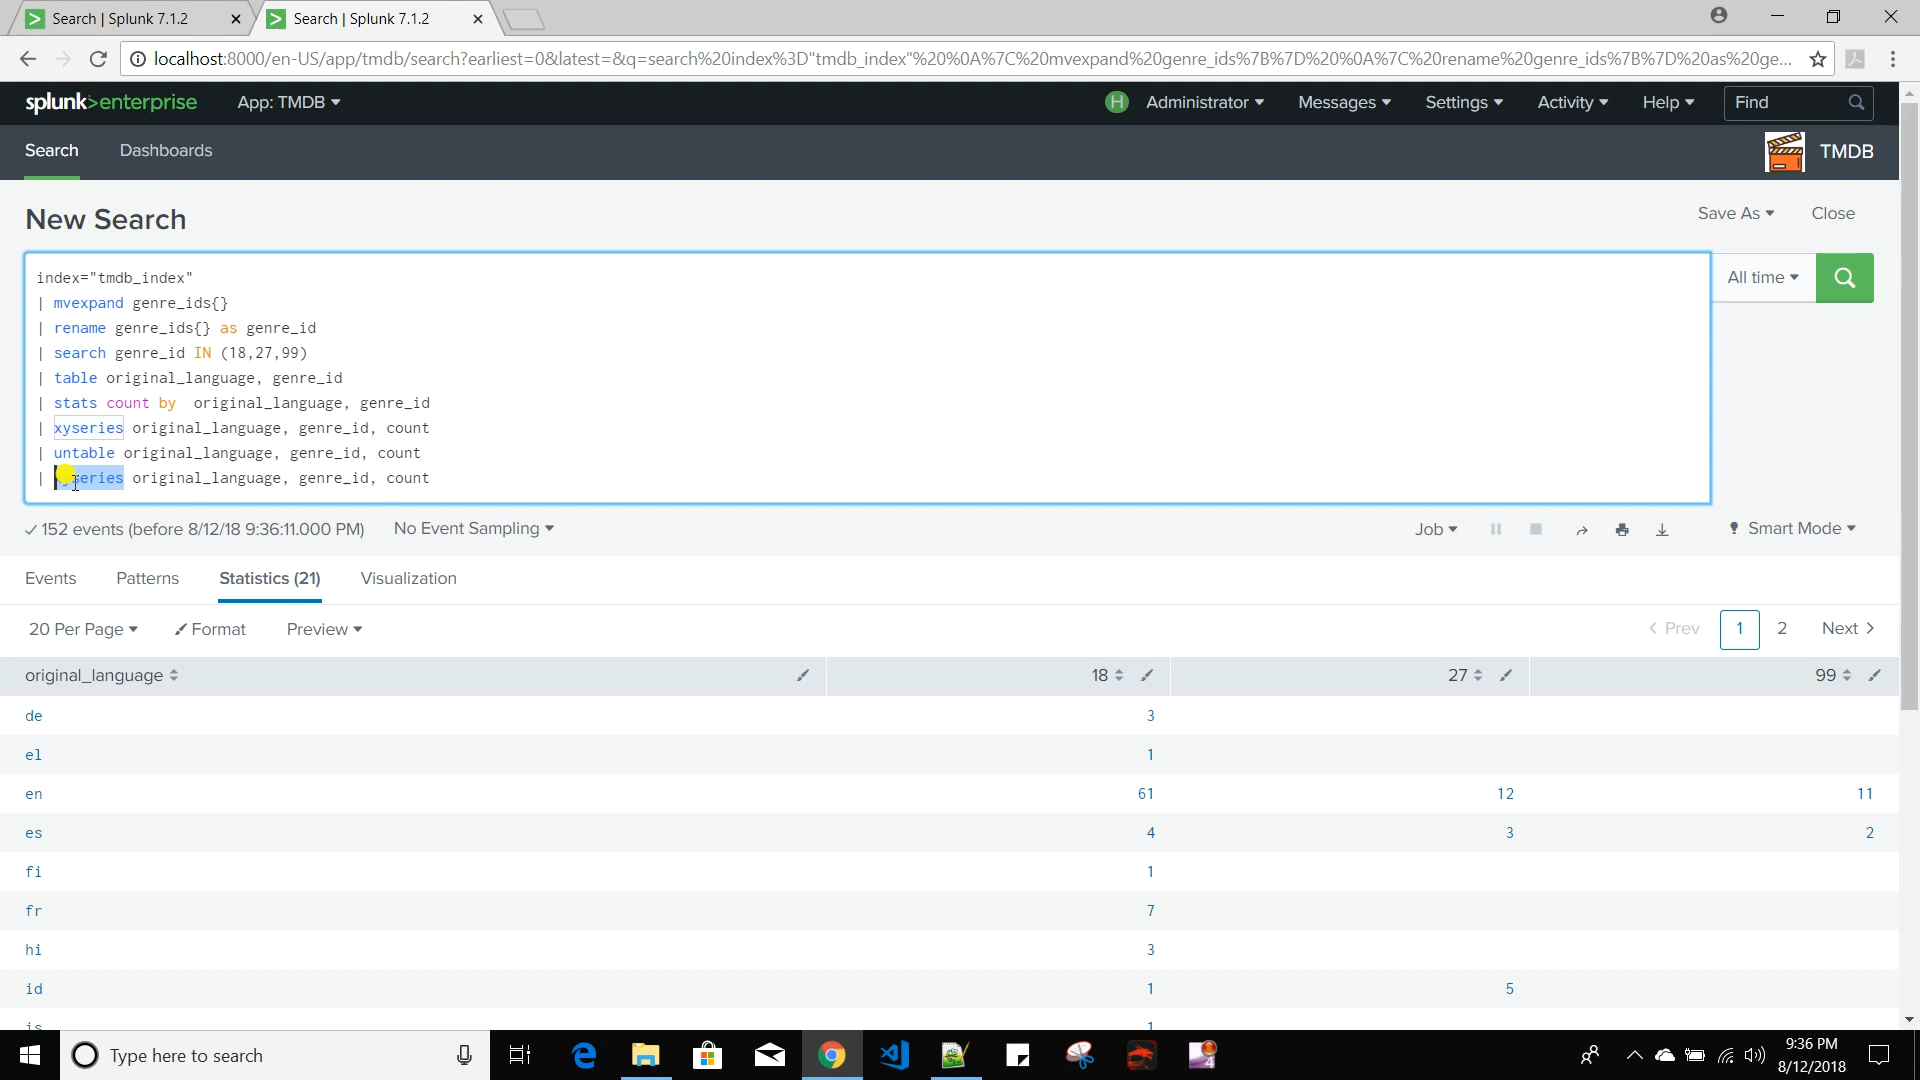 Search | Splunk 7.1.2
Search | Splunk 7.1.2
localhost:8000/en-US/app/tmdb/search?earliest=0&latest=&q=search%20index%3D"tmdb_index"%20%0A%7C%20mvexpand%20genre_ids%7B%7D%20%0A%7C%20rename%20genre_ids%7B%7D%20as%20ge...
splunk>enterprise
App: TMDB
H
Administrator
Messages
Settings
Activity
Help
Find
Search
Dashboards
TMDB
New Search
Save As
Close
index="tmdb_index"
| mvexpand genre_ids{}
| rename genre_ids{} as genre_id
| search genre_id IN (18,27,99)
| table original_language, genre_id
| stats count by  original_language, genre_id
| xyseries original_language, genre_id, count
| untable original_language, genre_id, count
| xyseries original_language, genre_id, count
All time
152 events (before 8/12/18 9:36:11.000 PM)
No Event Sampling
Job
Smart Mode
Events
Patterns
Statistics (21)
Visualization
20 Per Page
Format
Preview
< Prev
1
2
Next >
original_language 18 27 99
de 3
el 1
en 61 12 11
es 4 3 2
fi 1
fr 7
hi 3
id 1 5
is 1
Type here to search
9:36 PM
8/12/2018